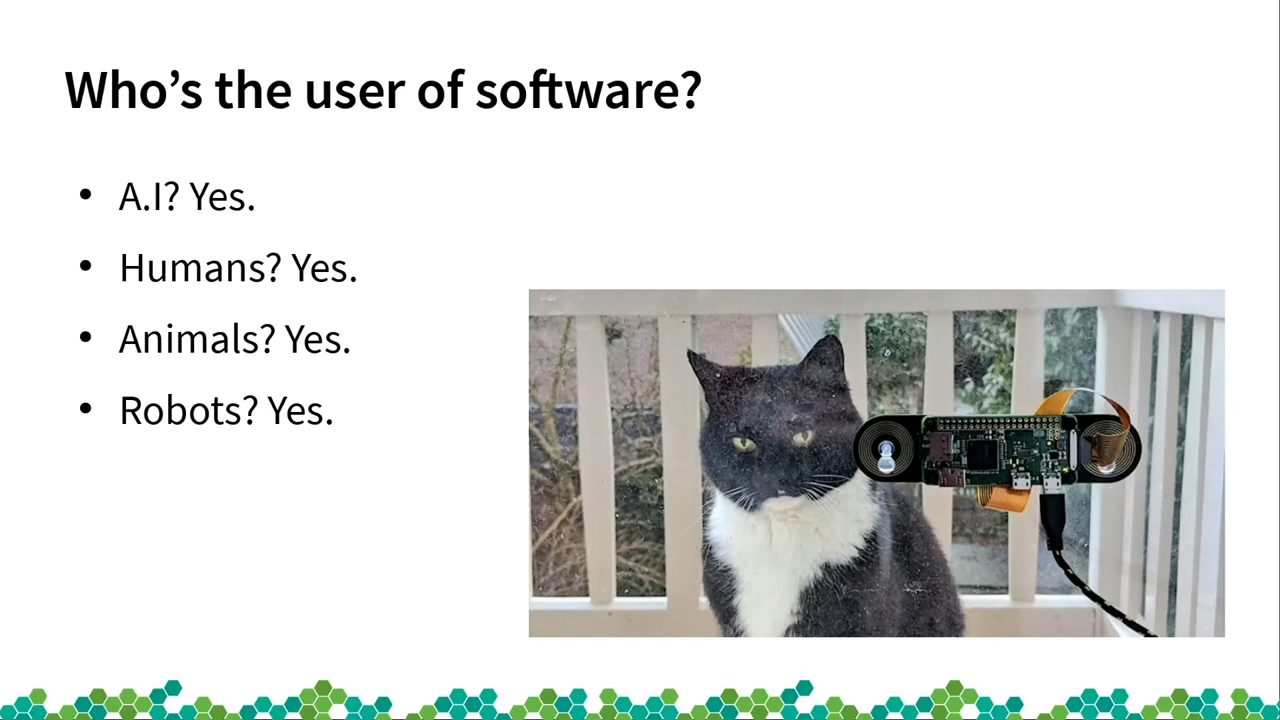 Who’s the user of software?
• A.I? Yes.
• Humans? Yes.
• Animals? Yes.
• Robots? Yes.